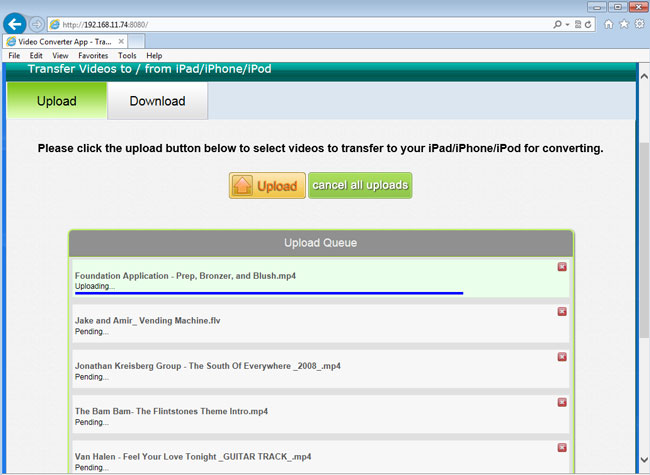 http://192.168.11.74:8080/
Video Converter App - Tra...
File Edit View Favorites Tools Help
Transfer Videos to / from iPad/iPhone/iPod
Upload Download
Please click the upload button below to select videos to transfer to your iPad/iPhone/iPod for converting.
Upload cancel all uploads
Upload Queue
Foundation Application - Prep, Bronzer, and Blush.mp4
Uploading...
Jake and Amir_ Vending Machine.flv
Pending...
Jonathan Kreisberg Group - The South Of Everywhere _2008_.mp4
Pending...
The Bam Bam- The Flintstones Theme Intro.mp4
Pending...
Van Halen - Feel Your Love Tonight _GUITAR TRACK_.mp4
Pending...